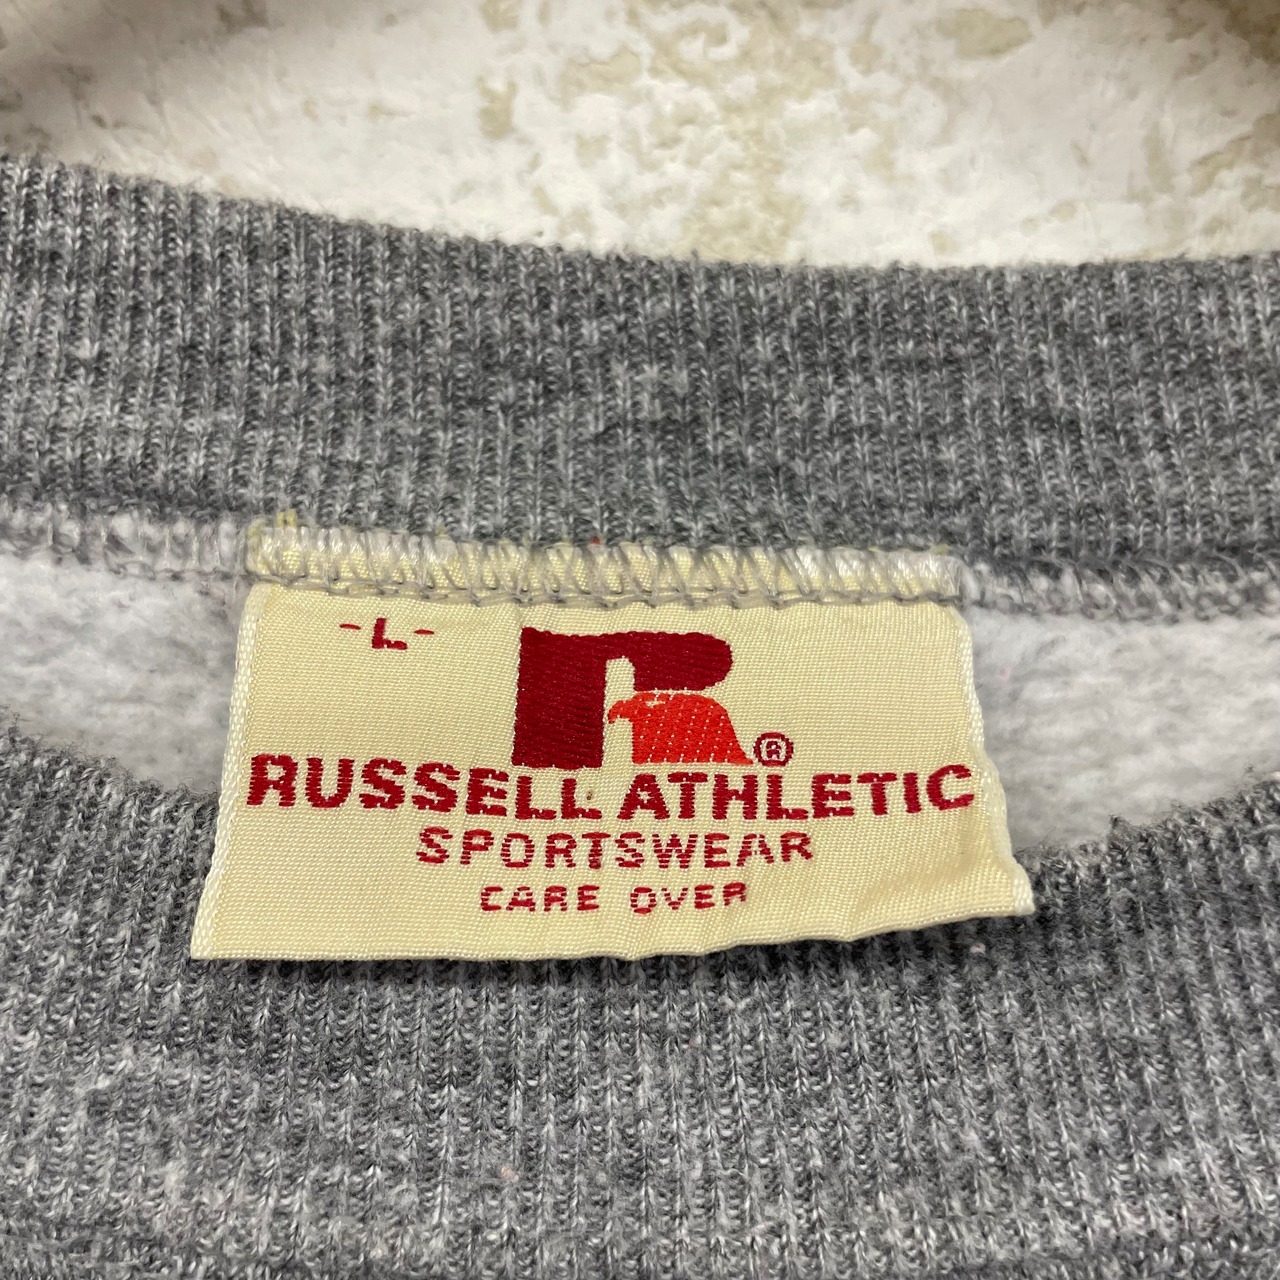 -L-
R ®
RUSSELL ATHLETIC
SPORTSWEAR
CARE OVER